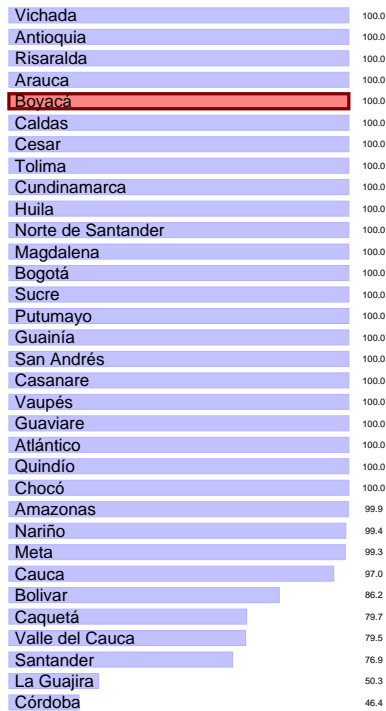 Vichada 100.0
Antioquia 100.0
Risaralda 100.0
Arauca 100.0
Boyacá 100.0
Caldas 100.0
Cesar 100.0
Tolima 100.0
Cundinamarca 100.0
Huila 100.0
Norte de Santander 100.0
Magdalena 100.0
Bogotá 100.0
Sucre 100.0
Putumayo 100.0
Guainía 100.0
San Andrés 100.0
Casanare 100.0
Vaupés 100.0
Guaviare 100.0
Atlántico 100.0
Quindío 100.0
Chocó 100.0
Amazonas 99.9
Nariño 99.4
Meta 99.3
Cauca 97.0
Bolivar 86.2
Caquetá 79.7
Valle del Cauca 79.5
Santander 76.9
La Guajira 50.3
Córdoba 46.4